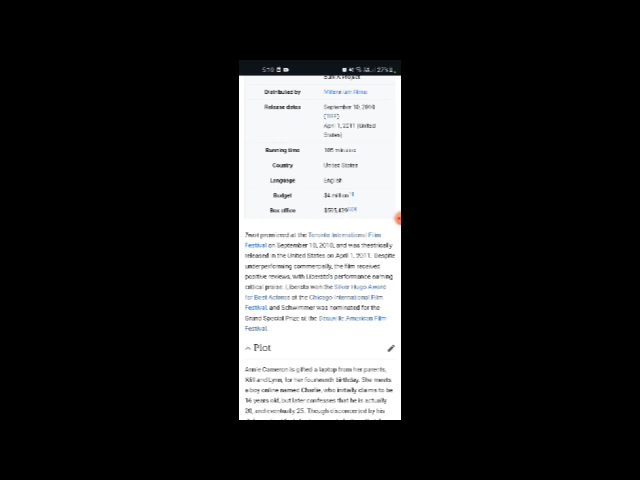 Distributed by Millennium Films
Release dates September 10, 2010
(TIFF)
April 1, 2011 (United
States)
Running time 106 minutes
Country United States
Language English
Budget $4 million
Box office
Trust premiered at the Toronto International Film
Festival on September 10, 2010, and was theatrically
released in the United States on April 1, 2011. Despite
underperforming commercially, the film received
positive reviews, with Liberato's performance earning
critical praise. Liberato won the Silver Hugo Award
for Best Actress at the Chicago International Film
Festival, and Schwimmer was nominated for the
Grand Special Prize at the Deauville American Film
Festival.
Plot
Annie Cameron is gifted a laptop from her parents,
Will and Lynn, for her fourteenth birthday. She meets
a boy online named Charlie, who initially claims to be
16 years old, but later confesses that he is actually
20, and eventually 25. Though disconcerted by his